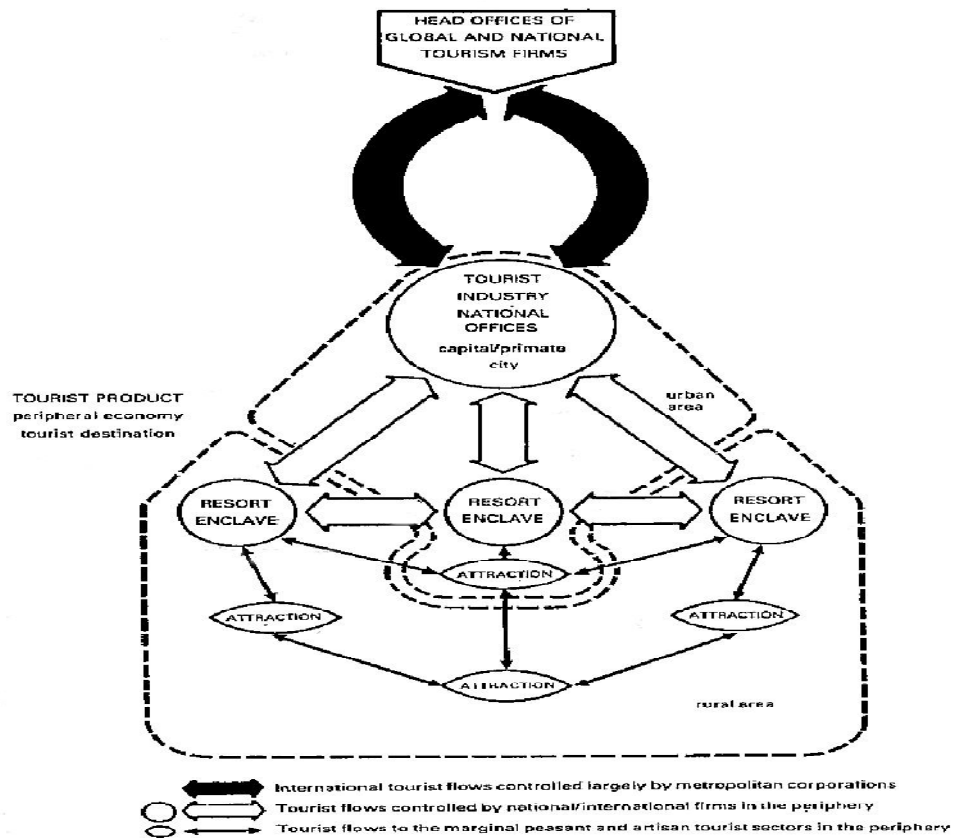 HEAD OFFICES OF
GLOBAL AND NATIONAL
TOURISM FIRMS
TOURIST
INDUSTRY
NATIONAL
OFFICES
capital/primate
city
TOURIST PRODUCT
peripheral economy
tourist destination
urban
area
RESORT
ENCLAVE
RESORT
ENCLAVE
RESORT
ENCLAVE
ATTRACTION
ATTRACTION
ATTRACTION
ATTRACTION
rural area
International tourist flows controlled largely by metropolitan corporations
Tourist flows controlled by national/international firms in the periphery
Tourist flows to the marginal peasant and artisan tourist sectors in the periphery